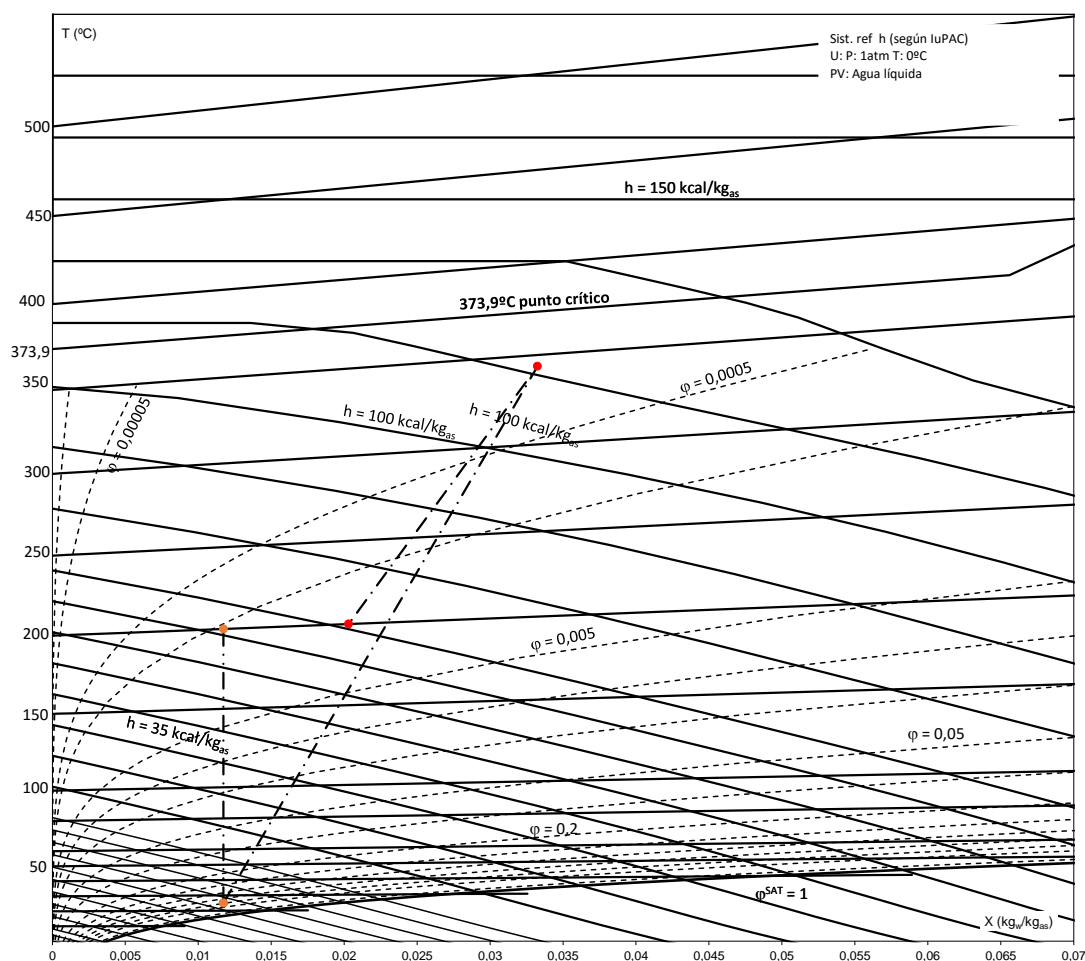 T (ºC)
Sist. ref h (según IuPAC)
U: P: 1atm T: 0ºC
PV: Agua líquida
500
h = 150 kcal/kgas
450
400
373,9ºC punto crítico
373,9
350
φ = 0,0005
φ = 0,00005
h = 100 kcal/kgas
h = 100 kcal/kgas
300
250
200
φ = 0,005
150
h = 35 kcal/kgas
φ = 0,05
100
φ = 0,2
50
φSAT = 1
X (kgw/kgas)
0
0,005
0,01
0,015
0,02
0,025
0,03
0,035
0,04
0,045
0,05
0,055
0,06
0,065
0,07